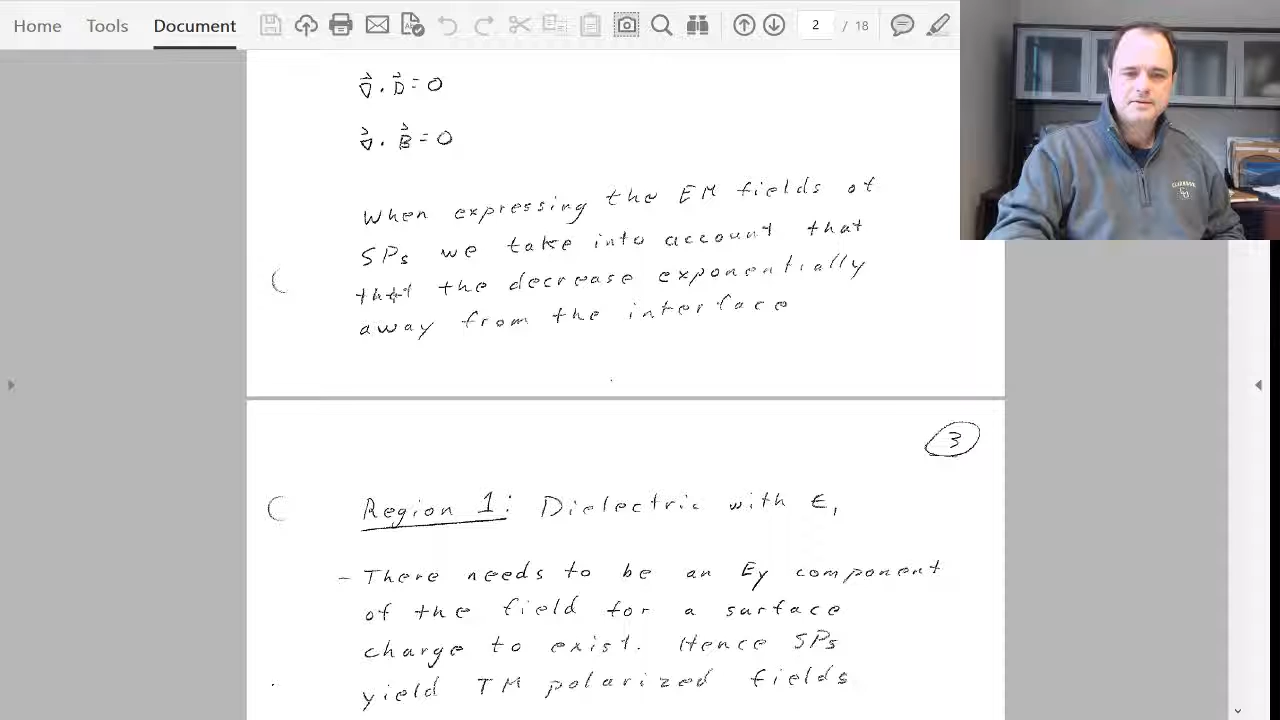 Home Tools Document 2 / 18
∇⃗ · D⃗ = 0
∇⃗ · B⃗ = 0
When expressing the EM fields of
SPs we take into account that
that the decrease exponentially
away from the interface
3
Region 1: Dielectric with ϵ₁
- There needs to be an Ey component
of the field for a surface
charge to exist. Hence SPs
yield TM polarized fields